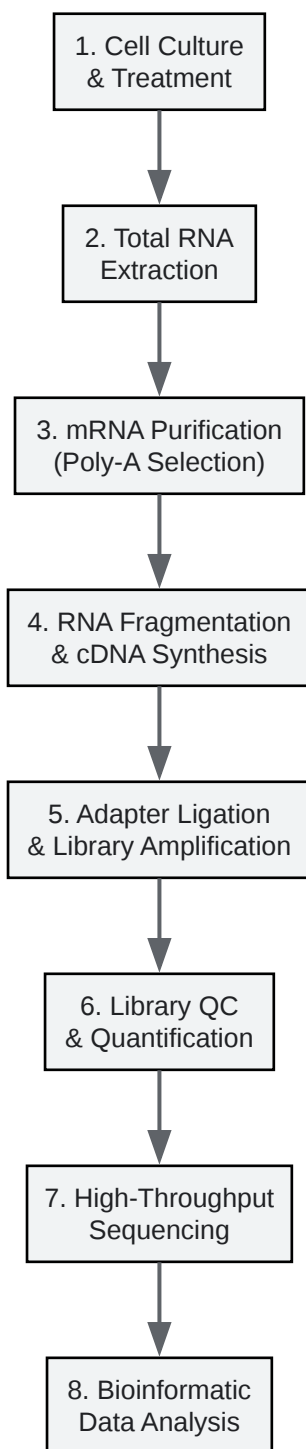 1. Cell Culture
& Treatment
2. Total RNA
Extraction
3. mRNA Purification
(Poly-A Selection)
4. RNA Fragmentation
& cDNA Synthesis
5. Adapter Ligation
& Library Amplification
6. Library QC
& Quantification
7. High-Throughput
Sequencing
8. Bioinformatic
Data Analysis